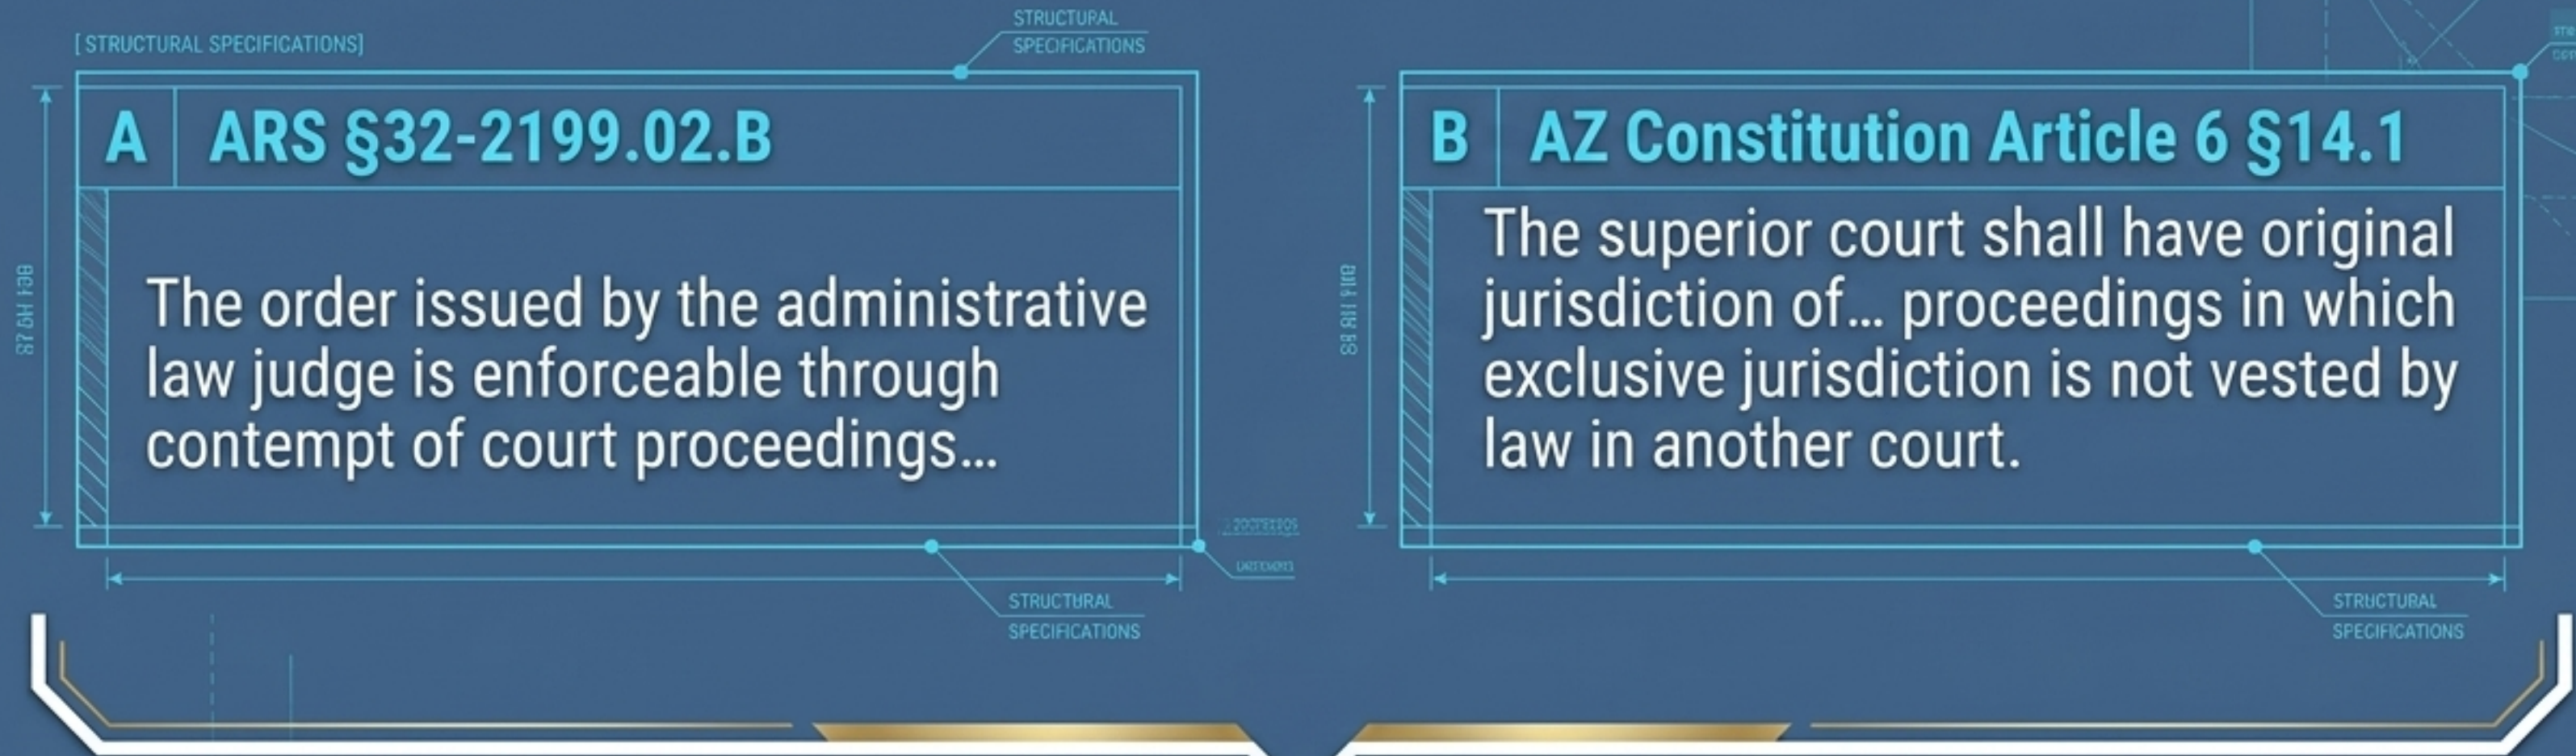 [ STRUCTURAL SPECIFICATIONS]
STRUCTURAL
SPECIFICATIONS
A
ARS §32-2199.02.B
The order issued by the administrative
law judge is enforceable through
contempt of court proceedings…
STRUCTURAL
SPECIFICATIONS
B
AZ Constitution Article 6 §14.1
The superior court shall have original
jurisdiction of… proceedings in which
exclusive jurisdiction is not vested by
law in another court.
STRUCTURAL
SPECIFICATIONS